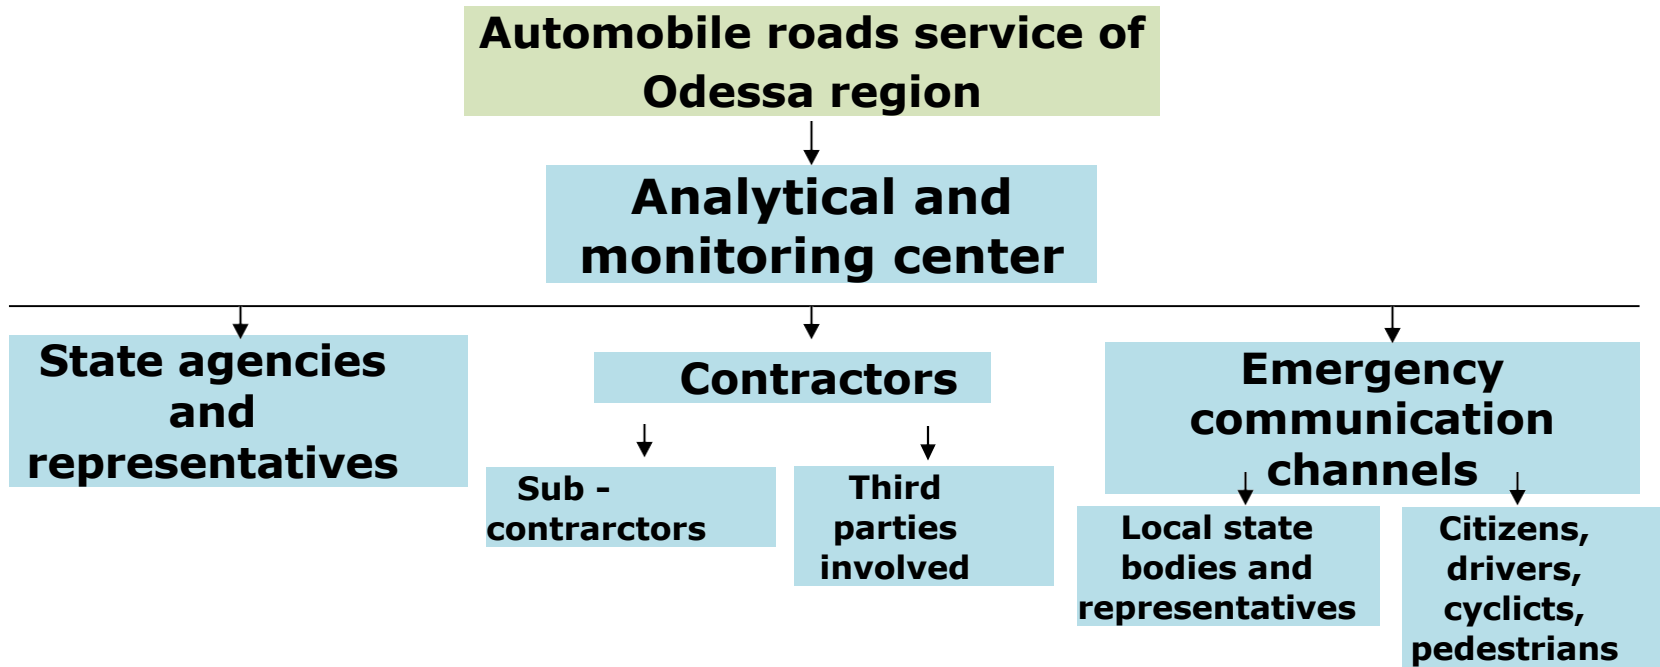 Automobile roads service of
Odessa region
Analytical and
monitoring center
State agencies
and
representatives
Contractors
Emergency
communication
channels
Sub -
contrarctors
Third
parties
involved
Local state
bodies and
representatives
Citizens,
drivers,
cyclicts,
pedestrians